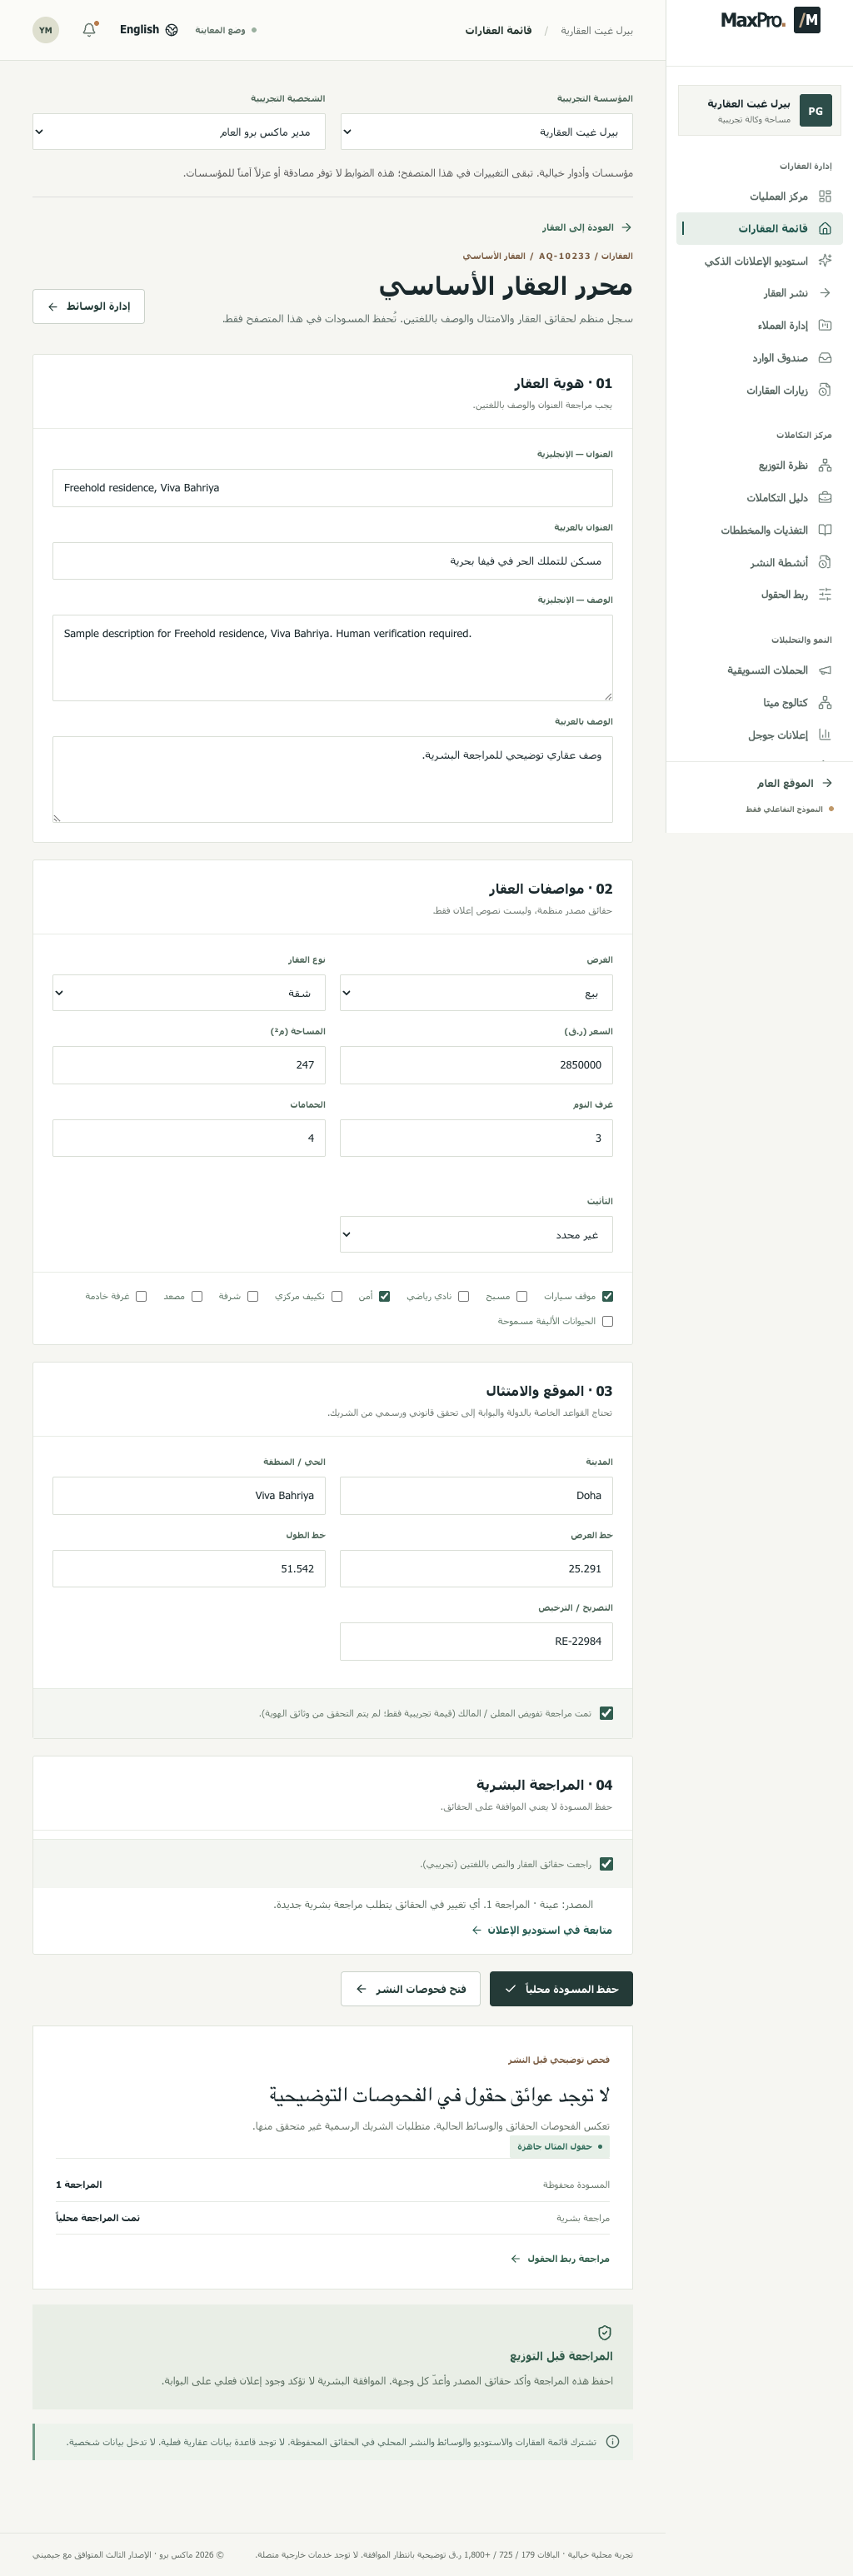 MaxPro.
/M
PG
بيرل غيت العقارية
مساحة وكالة تجريبية
إدارة العقارات
مركز العمليات
قائمة العقارات
استوديو الإعلانات الذكي
نشر العقار
إدارة العملاء
صندوق الوارد
زيارات العقارات
مركز التكاملات
نظرة التوزيع
دليل التكاملات
التغذيات والمخططات
أنشطة النشر
ربط الحقول
النمو والتحليلات
الحملات التسويقية
كتالوج ميتا
إعلانات جوجل
الموقع العام
النموذج التفاعلي فقط
بيرل غيت العقارية / قائمة العقارات
وضع المعاينة
English
YM
المؤسسة التجريبية
بيرل غيت العقارية
الشخصية التجريبية
مدير ماكس برو العام
مؤسسات وأدوار خيالية. تبقى التغييرات في هذا المتصفح؛ هذه الضوابط لا توفر مصادقة أو عزلاً آمناً للمؤسسات.
العودة إلى العقار
العقارات / AQ-10233 / العقار الأساسي
محرر العقار الأساسي
سجل منظم لحقائق العقار والامتثال والوصف باللغتين. تُحفظ المسودات في هذا المتصفح فقط.
إدارة الوسائط
01 · هوية العقار
يجب مراجعة العنوان والوصف باللغتين.
العنوان — الإنجليزية
Freehold residence, Viva Bahriya
العنوان بالعربية
مسكن للتملك الحر في فيفا بحرية
الوصف — الإنجليزية
Sample description for Freehold residence, Viva Bahriya. Human verification required.
الوصف بالعربية
وصف عقاري توضيحي للمراجعة البشرية.
02 · مواصفات العقار
حقائق مصدر منظمة، وليست نصوص إعلان فقط.
الغرض
بيع
نوع العقار
شقة
السعر (ر.ق)
2850000
المساحة (م²)
247
غرف النوم
3
الحمامات
4
التأثيث
غير محدد
موقف سيارات
مسبح
نادي رياضي
أمن
تكييف مركزي
شرفة
مصعد
غرفة خادمة
الحيوانات الأليفة مسموحة
03 · الموقع والامتثال
تحتاج القواعد الخاصة بالدولة والبوابة إلى تحقق قانوني ورسمي من الشريك.
المدينة
Doha
الحي / المنطقة
Viva Bahriya
خط العرض
25.291
خط الطول
51.542
التصريح / الترخيص
RE-22984
تمت مراجعة تفويض المعلن / المالك (قيمة تجريبية فقط؛ لم يتم التحقق من وثائق الهوية).
04 · المراجعة البشرية
حفظ المسودة لا يعني الموافقة على الحقائق.
راجعت حقائق العقار والنص باللغتين (تجريبي).
المصدر: عينة · المراجعة 1. أي تغيير في الحقائق يتطلب مراجعة بشرية جديدة.
متابعة في استوديو الإعلان
حفظ المسودة محلياً
فتح فحوصات النشر
فحص توضيحي قبل النشر
لا توجد عوائق حقول في الفحوصات التوضيحية
تعكس الفحوصات الحقائق والوسائط الحالية. متطلبات الشريك الرسمية غير متحقق منها.
حقول المثال جاهزة
المسودة محفوظة
المراجعة 1
مراجعة بشرية
تمت المراجعة محلياً
مراجعة ربط الحقول
المراجعة قبل التوزيع
احفظ هذه المراجعة وأكد حقائق المصدر وأعدّ كل وجهة. الموافقة البشرية لا تؤكد وجود إعلان فعلي على البوابة.
تشترك قائمة العقارات والاستوديو والوسائط والنشر المحلي في الحقائق المحفوظة. لا توجد قاعدة بيانات عقارية فعلية. لا تدخل بيانات شخصية.
تجربة محلية خيالية · الباقات 179 / 725 / 1,800+ ر.ق توضيحية بانتظار الموافقة. لا توجد خدمات خارجية متصلة.
© 2026 ماكس برو · الإصدار الثالث المتوافق مع جيميني